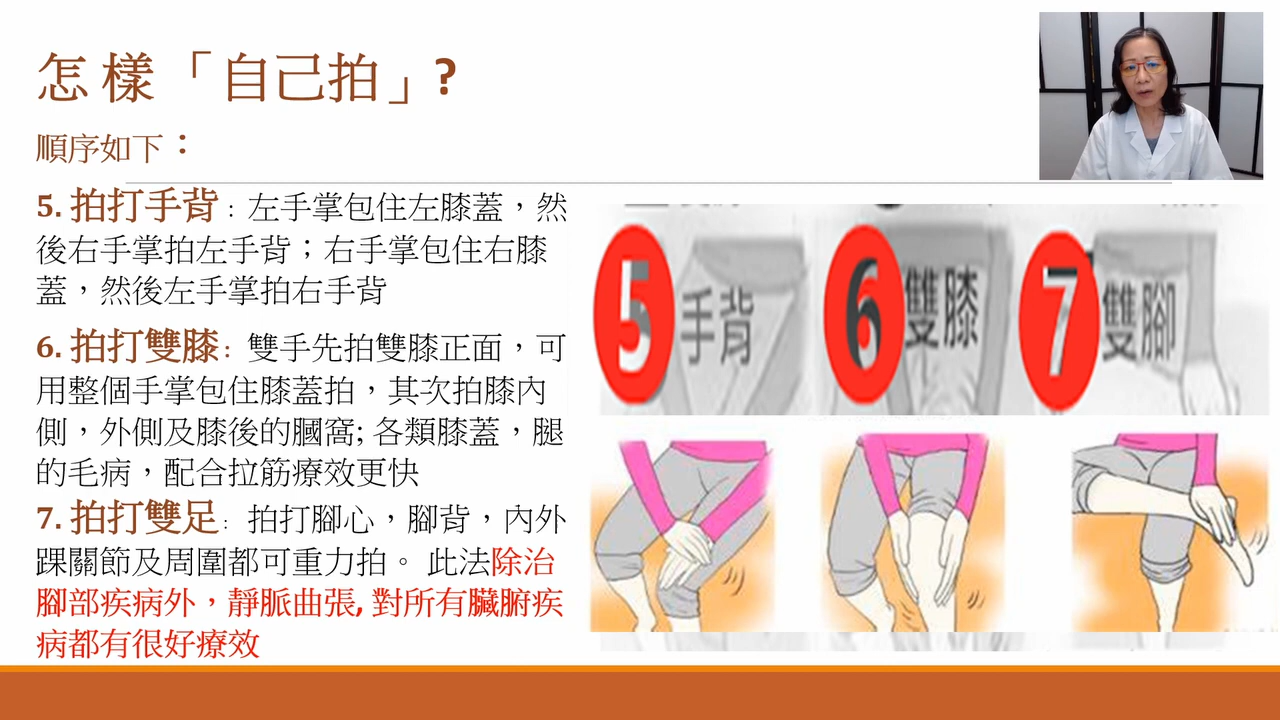 怎 樣 「自己拍」?
順序如下：
5. 拍打手背：左手掌包住左膝蓋，然
後右手掌拍左手背；右手掌包住右膝
蓋，然後左手掌拍右手背
6. 拍打雙膝：雙手先拍雙膝正面，可
用整個手掌包住膝蓋拍，其次拍膝內
側，外側及膝後的膕窩; 各類膝蓋，腿
的毛病，配合拉筋療效更快
7. 拍打雙足：拍打腳心，腳背，內外
踝關節及周圍都可重力拍。 此法除治
腳部疾病外，靜脈曲張, 對所有臟腑疾
病都有很好療效
5 手背
6 雙膝
7 雙腳